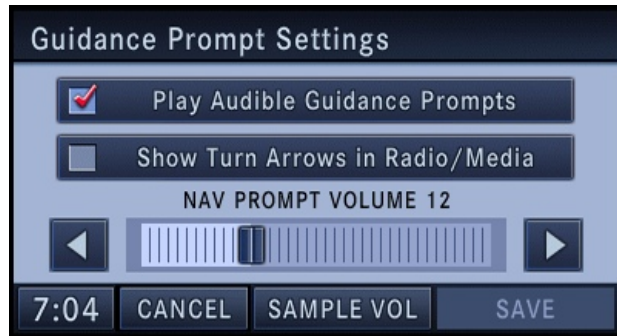 Guidance Prompt Settings
Play Audible Guidance Prompts
Show Turn Arrows in Radio/Media
NAV PROMPT VOLUME 12
7:04 CANCEL SAMPLE VOL SAVE